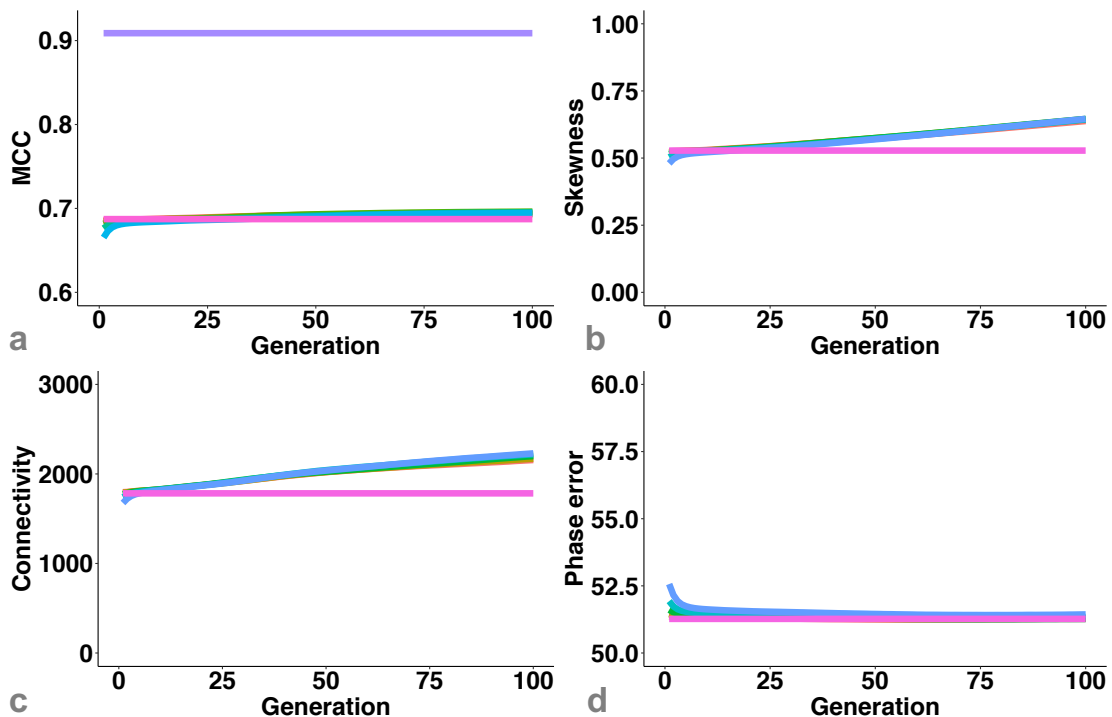 MCC
0.9
0.8
0.7
0.6
0 25 50 75 100
Generation
a
Skewness
1.00
0.75
0.50
0.25
0.00
0 25 50 75 100
Generation
b
Connectivity
3000
2000
1000
0
0 25 50 75 100
Generation
c
Phase error
60.0
57.5
55.0
52.5
50.0
0 25 50 75 100
Generation
d